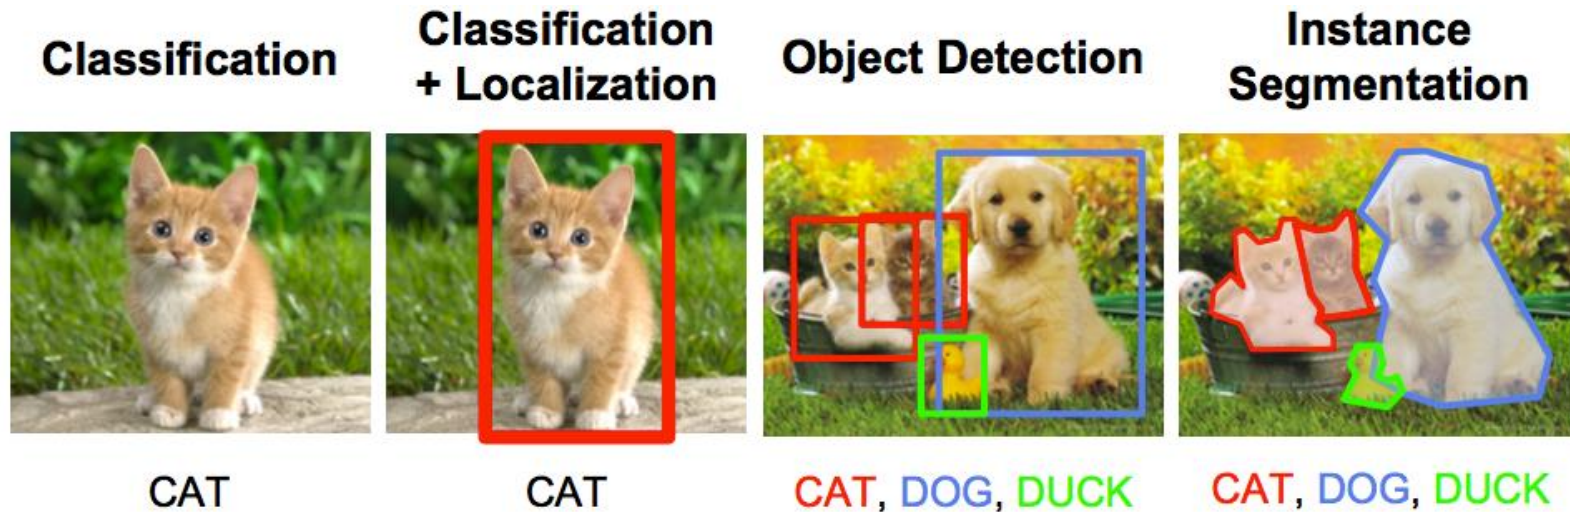 Classification
Classification
+ Localization
Object Detection
Instance
Segmentation
CAT
CAT
CAT, DOG, DUCK
CAT, DOG, DUCK